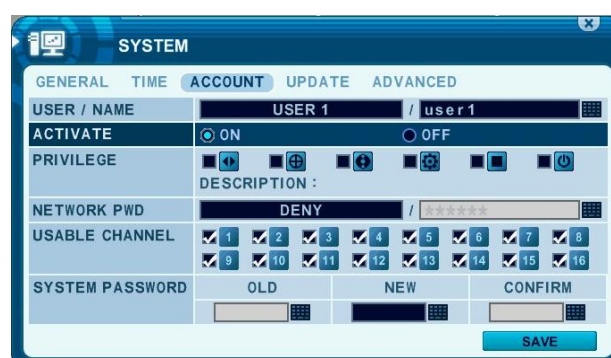 SYSTEM
GENERAL TIME ACCOUNT UPDATE ADVANCED
USER / NAME USER 1 / user1
ACTIVATE ON OFF
PRIVILEGE
DESCRIPTION :
NETWORK PWD DENY / ******
USABLE CHANNEL 1 2 3 4 5 6 7 8
9 10 11 12 13 14 15 16
SYSTEM PASSWORD OLD NEW CONFIRM
SAVE